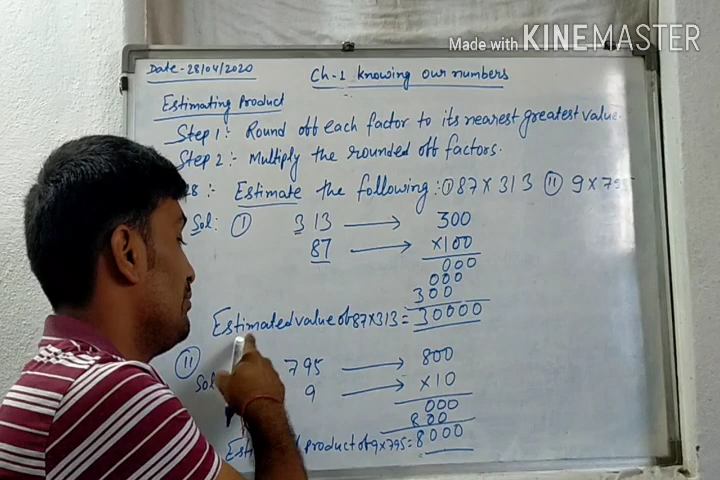 Made with KINEMASTER
Date-28/04/2020 Ch-1 Knowing our numbers
Estimating Product
Step 1:- Round off each factor to its nearest greatest value.
Step 2:- Multiply the rounded off factors.
28: Estimate the following: (i) 87 X 313 (ii) 9 X 795
Sol: (i) 313 → 300
87 → X100
000
000
300
Estimated value of 87X313 = 30000
(ii)
795 → 800
Sol
9 → X10
000
800
product of 9X795 = 8000